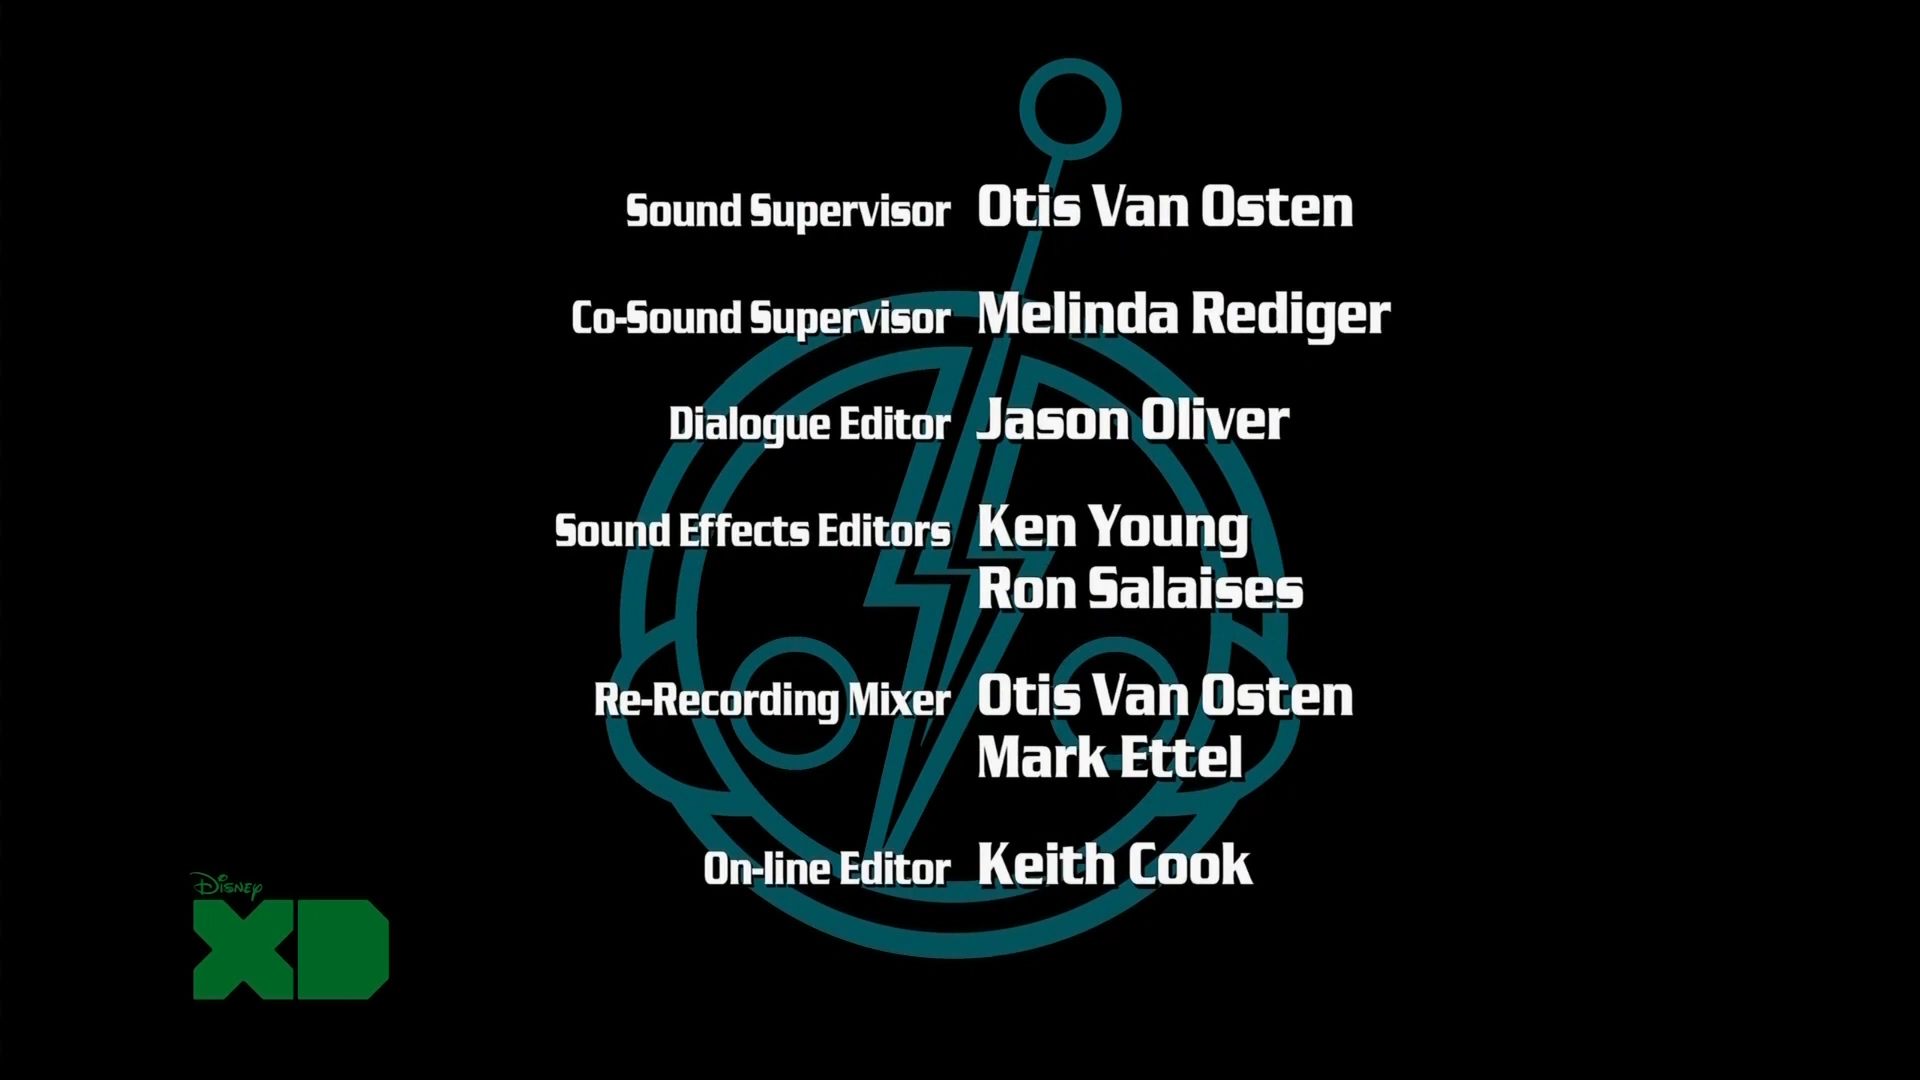 Sound Supervisor Otis Van Osten
Co-Sound Supervisor Melinda Rediger
Dialogue Editor Jason Oliver
Sound Effects Editors Ken Young
Ron Salaises
Re-Recording Mixer Otis Van Osten
Mark Ettel
On-line Editor Keith Cook
Disney
XD